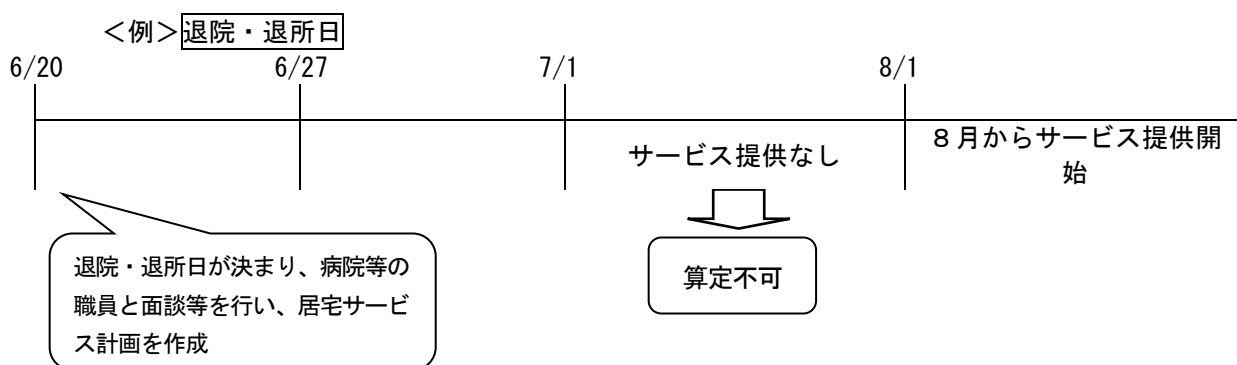 ＜例＞退院・退所日
6/20
6/27
7/1
8/1
サービス提供なし
８月からサービス提供開
始
算定不可
退院・退所日が決まり、病院等の
職員と面談等を行い、居宅サービ
ス計画を作成